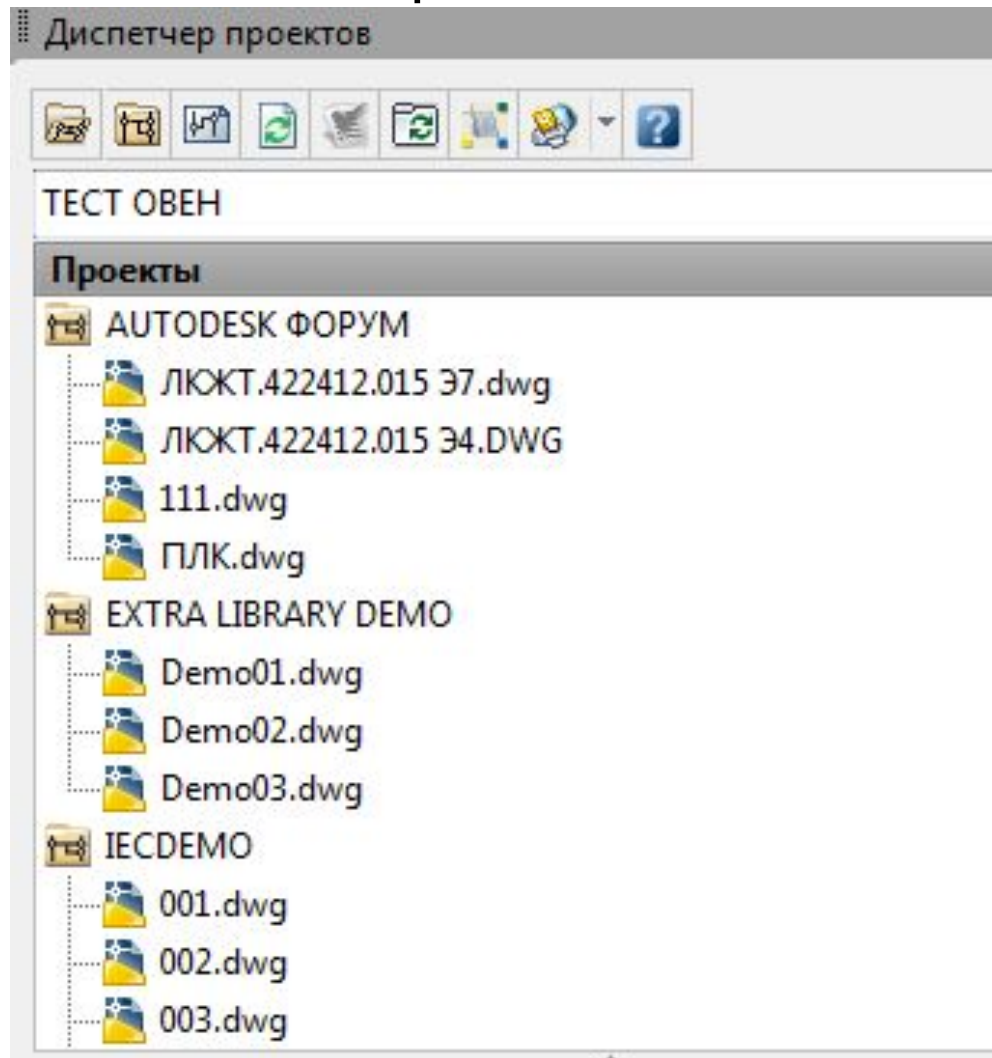 Диспетчер проектов
ТЕСТ ОВЕН
Проекты
AUTODESK ФОРУМ
ЛКЖТ.422412.015 Э7.dwg
ЛКЖТ.422412.015 Э4.DWG
111.dwg
ПЛК.dwg
EXTRA LIBRARY DEMO
Demo01.dwg
Demo02.dwg
Demo03.dwg
IECDEMO
001.dwg
002.dwg
003.dwg